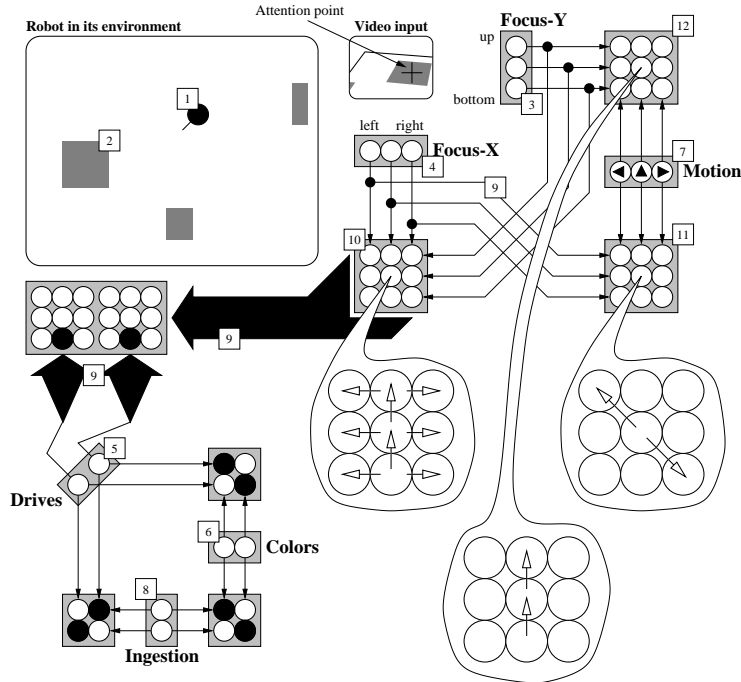 Attention point
Robot in its environment
Video input
Focus-Y
12
up
1
3
bottom
2
left right
Focus-X
4
7
Motion
9
10
11
9
9
5
Drives
6
Colors
8
Ingestion